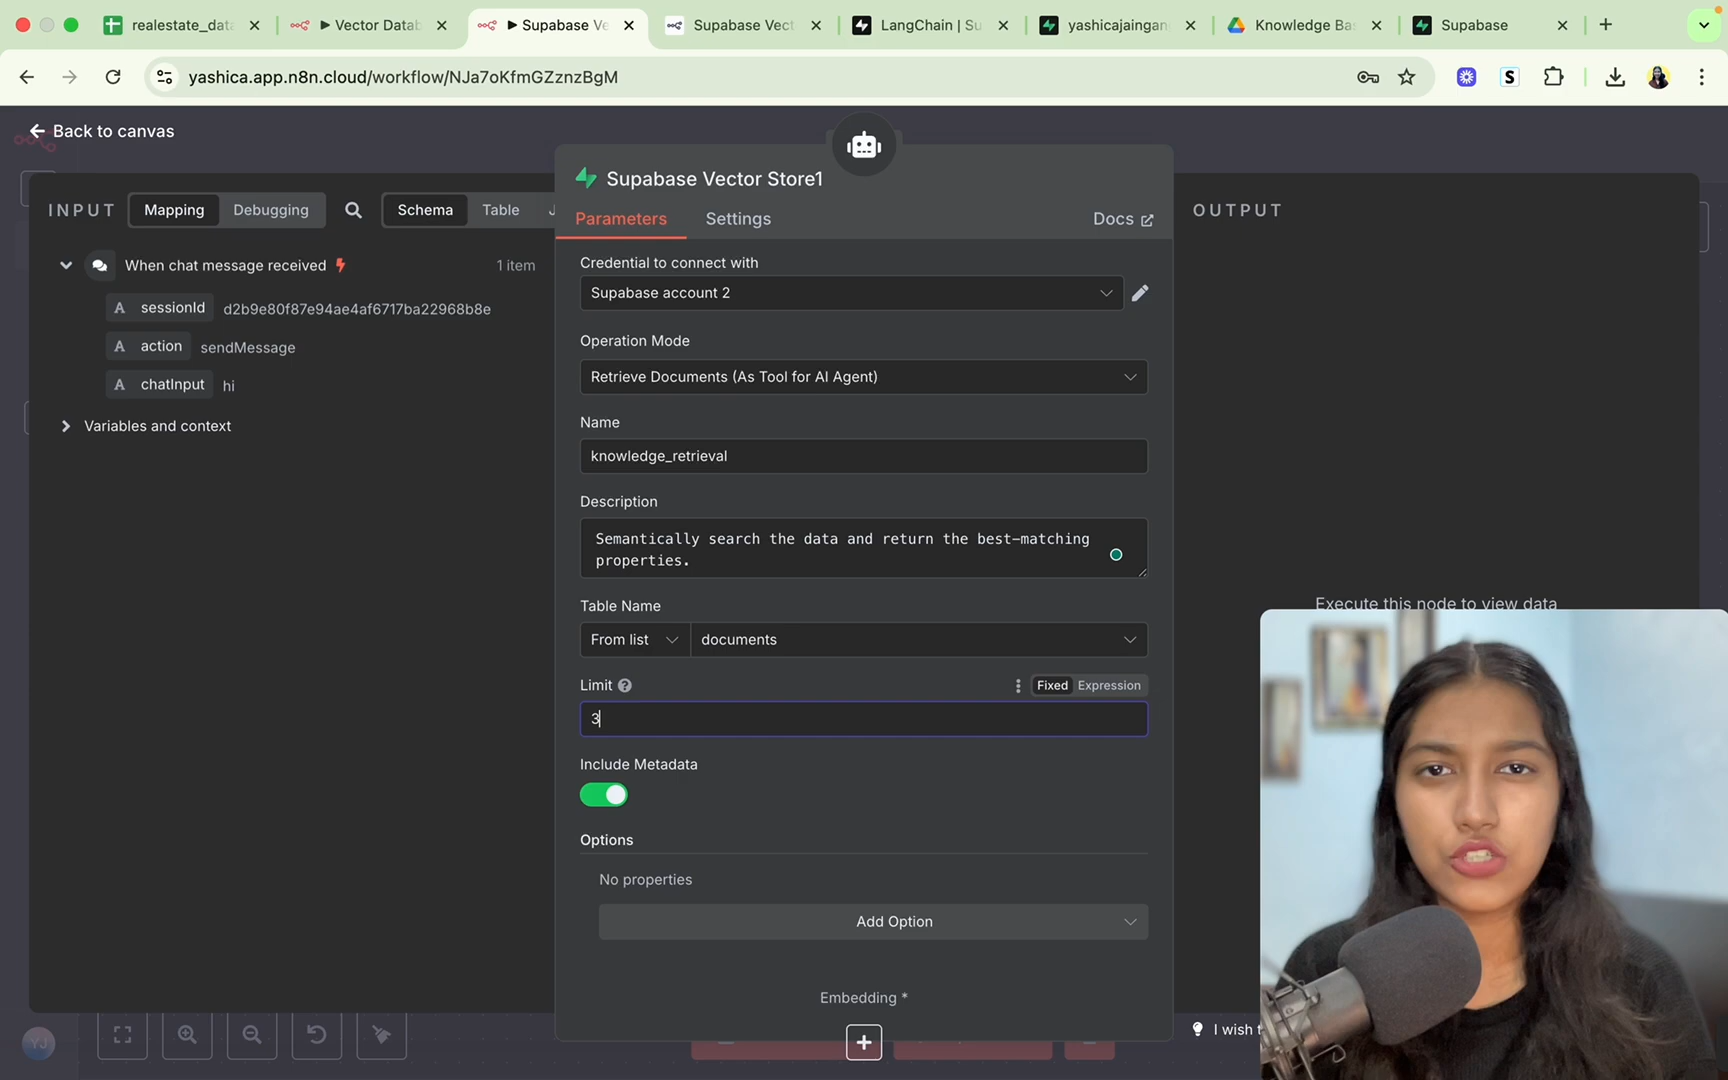 realestate_data
▶ Vector Datab
▶ Supabase Ve
Supabase Vect
LangChain | Su
yashicajaingan
Knowledge Ba
Supabase
yashica.app.n8n.cloud/workflow/NJa7oKfmGZznzBgM
S
Back to canvas
INPUT
Mapping
Debugging
Schema
Table
J
When chat message received
1 item
A sessionId d2b9e80f87e94ae4af6717ba22968b8e
A action sendMessage
A chatInput hi
Variables and context
Supabase Vector Store1
Parameters
Settings
Docs
Credential to connect with
Supabase account 2
Operation Mode
Retrieve Documents (As Tool for AI Agent)
Name
knowledge_retrieval
Description
Semantically search the data and return the best-matching
properties.
Table Name
From list
documents
Limit
Fixed
Expression
3
Include Metadata
Options
No properties
Add Option
Embedding *
OUTPUT
Execute this node to view data
I wish t
YJ